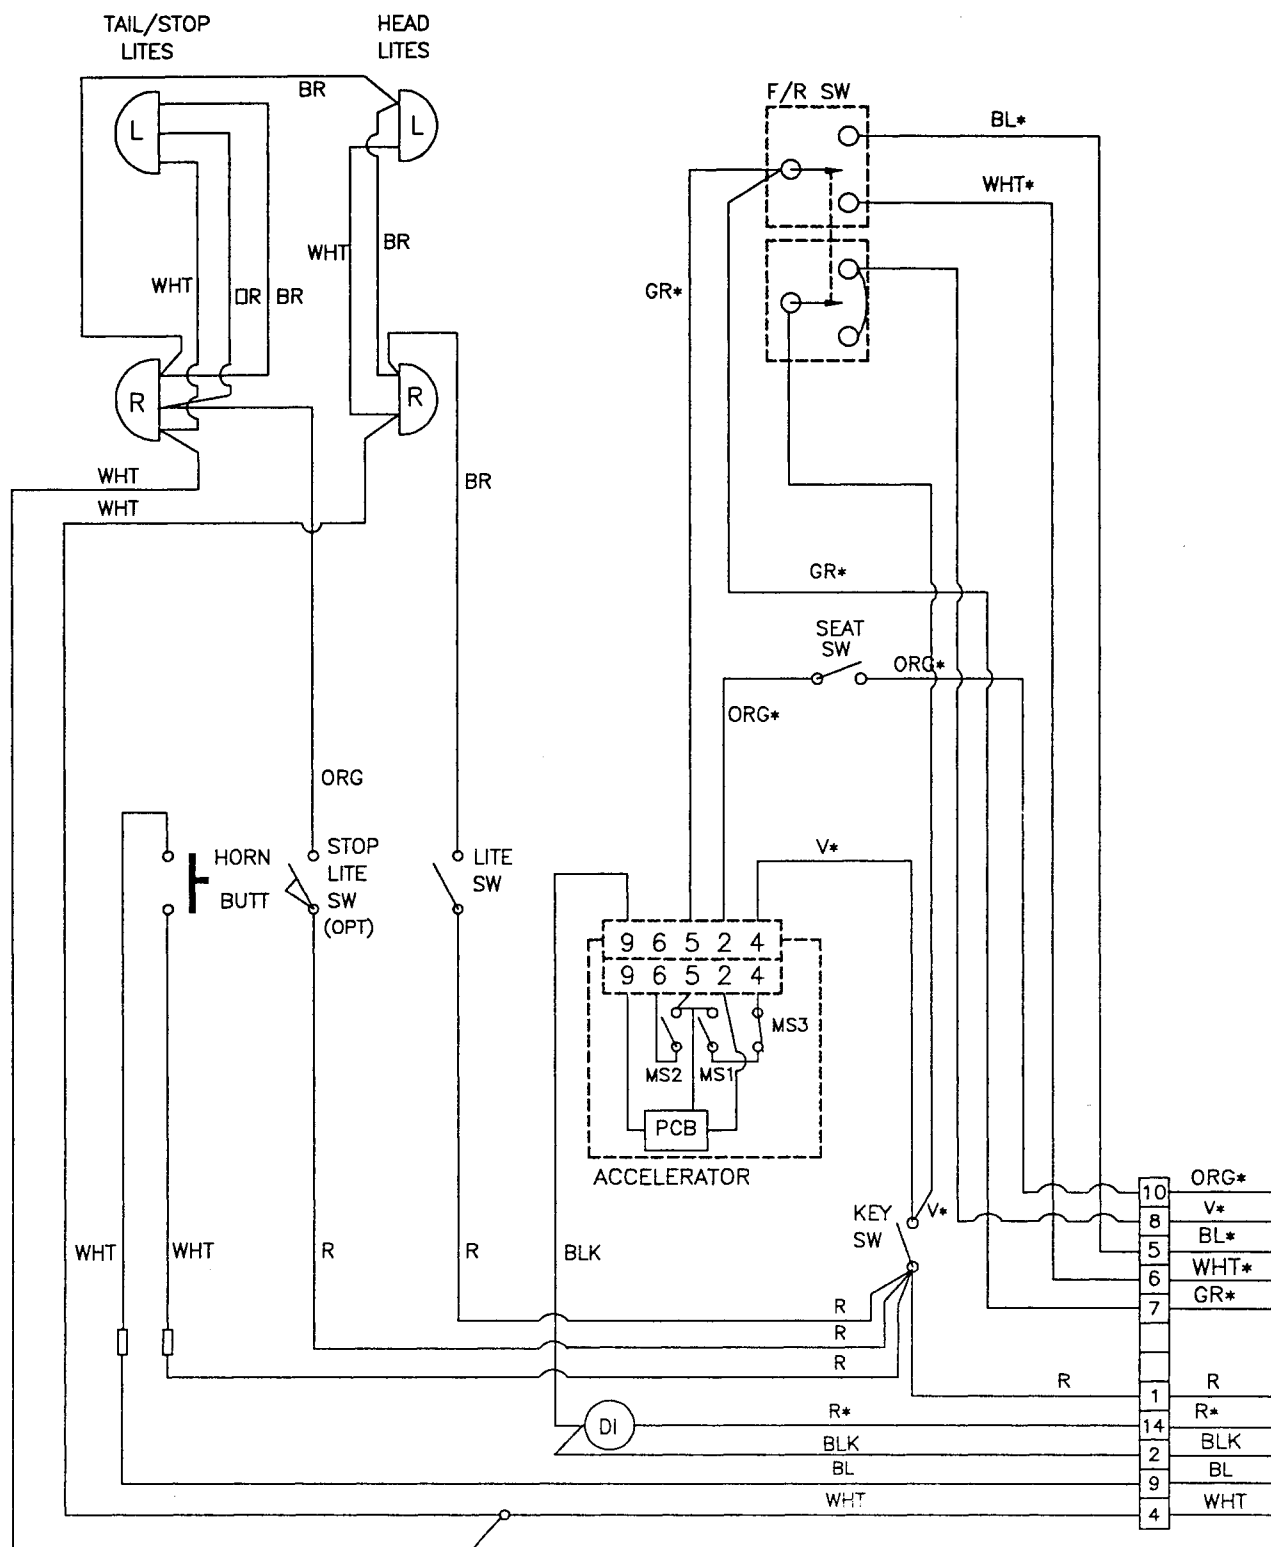 TAIL/STOP
LITES
HEAD
LITES
BR
L
L
F/R SW
BL*
WHT*
WHT
OR
BR
WHT
BR
GR*
R
R
WHT
WHT
BR
GR*
SEAT
SW
ORG*
ORG*
ORG
HORN
BUTT
STOP
LITE
SW
(OPT)
LITE
SW
V*
9 6 5 2 4
9 6 5 2 4
MS3
MS2
MS1
PCB
ACCELERATOR
KEY
SW
V*
WHT
WHT
R
R
BLK
10 ORG*
8 V*
5 BL*
6 WHT*
7 GR*
R
R
R
R 1 R
DI
R* 14 R*
BLK 2 BLK
BL 9 BL
WHT 4 WHT